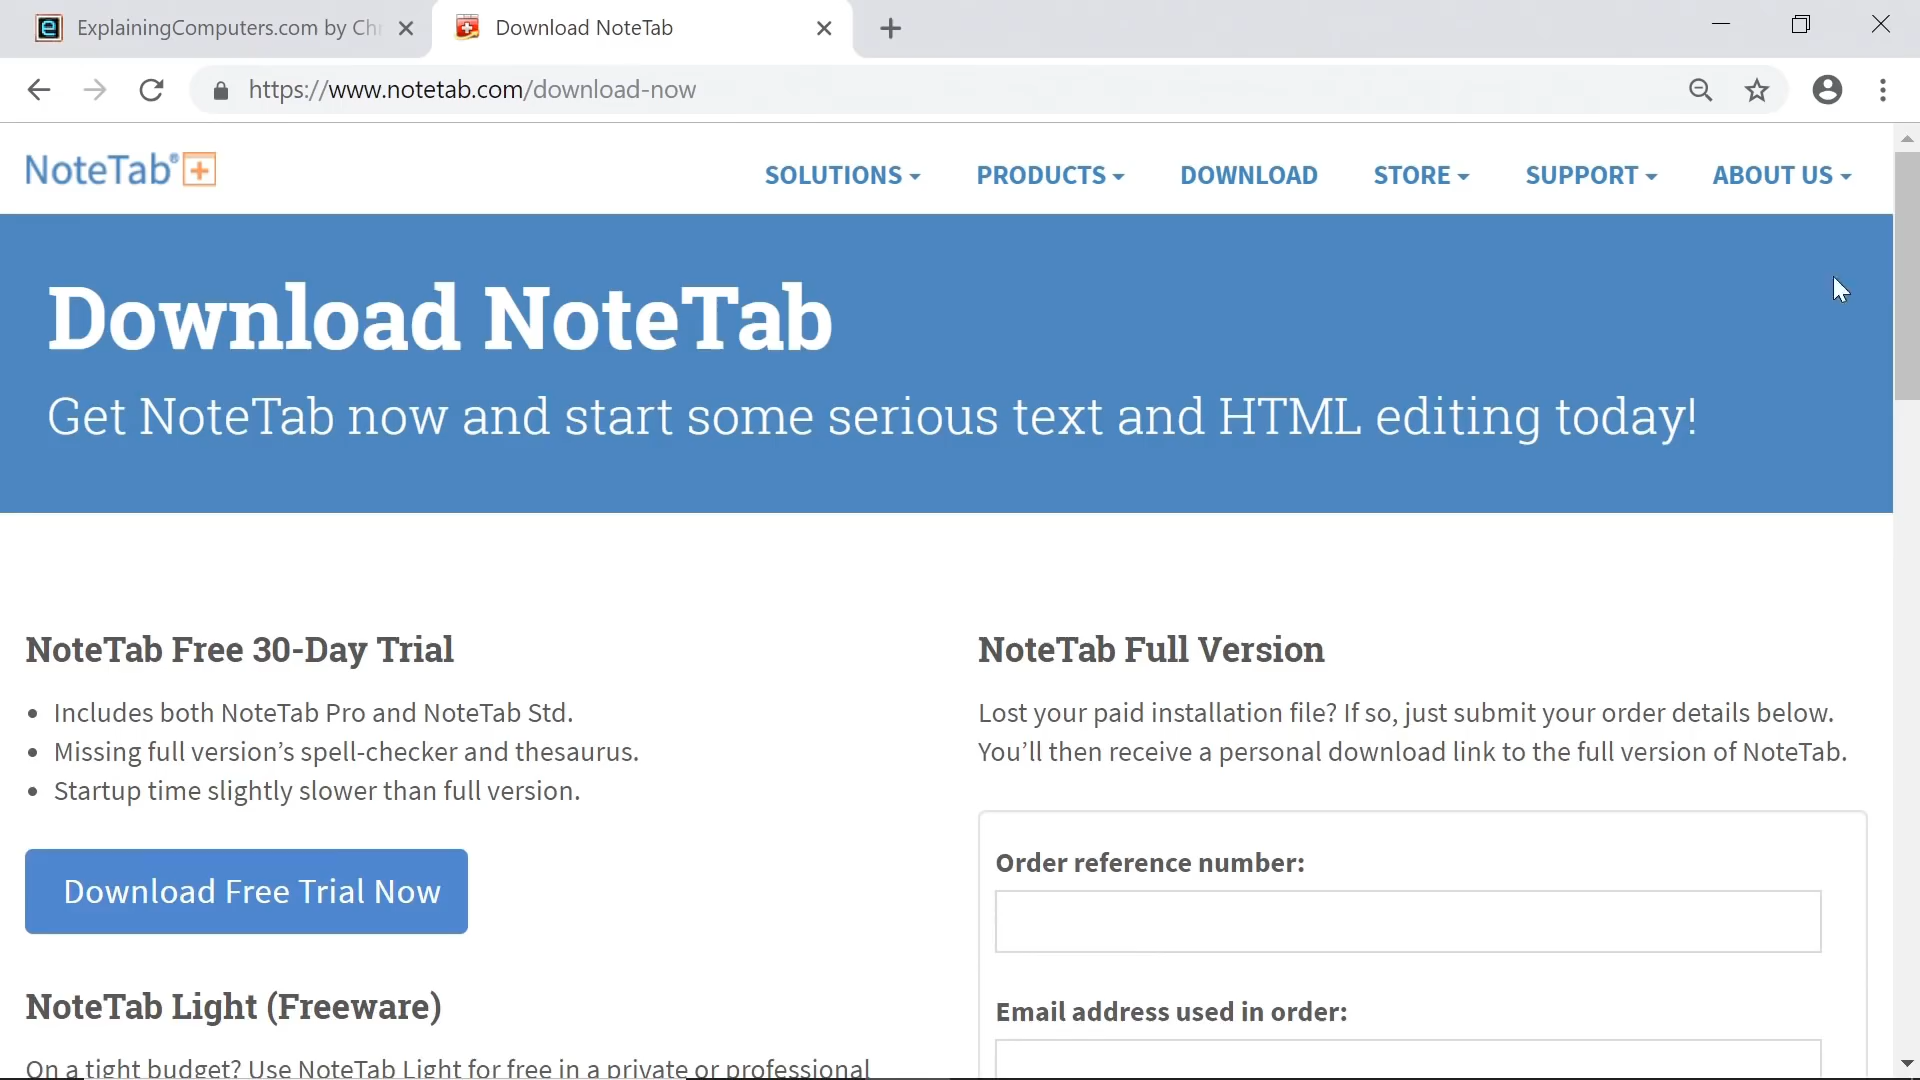 ExplainingComputers.com by Ch
Download NoteTab
https://www.notetab.com/download-now
NoteTab®
SOLUTIONS
PRODUCTS
DOWNLOAD
STORE
SUPPORT
ABOUT US
Download NoteTab
Get NoteTab now and start some serious text and HTML editing today!
NoteTab Free 30-Day Trial
• Includes both NoteTab Pro and NoteTab Std.
• Missing full version’s spell-checker and thesaurus.
• Startup time slightly slower than full version.
Download Free Trial Now
NoteTab Light (Freeware)
On a tight budget? Use NoteTab Light for free in a private or professional
NoteTab Full Version
Lost your paid installation file? If so, just submit your order details below.
You’ll then receive a personal download link to the full version of NoteTab.
Order reference number:
Email address used in order: